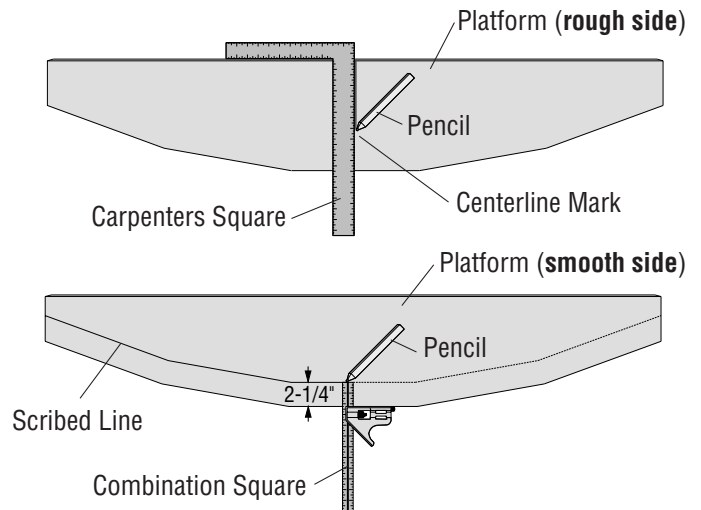 Platform (rough side)
Pencil
Carpenters Square
Centerline Mark
Platform (smooth side)
Pencil
2-1/4"
Scribed Line
Combination Square